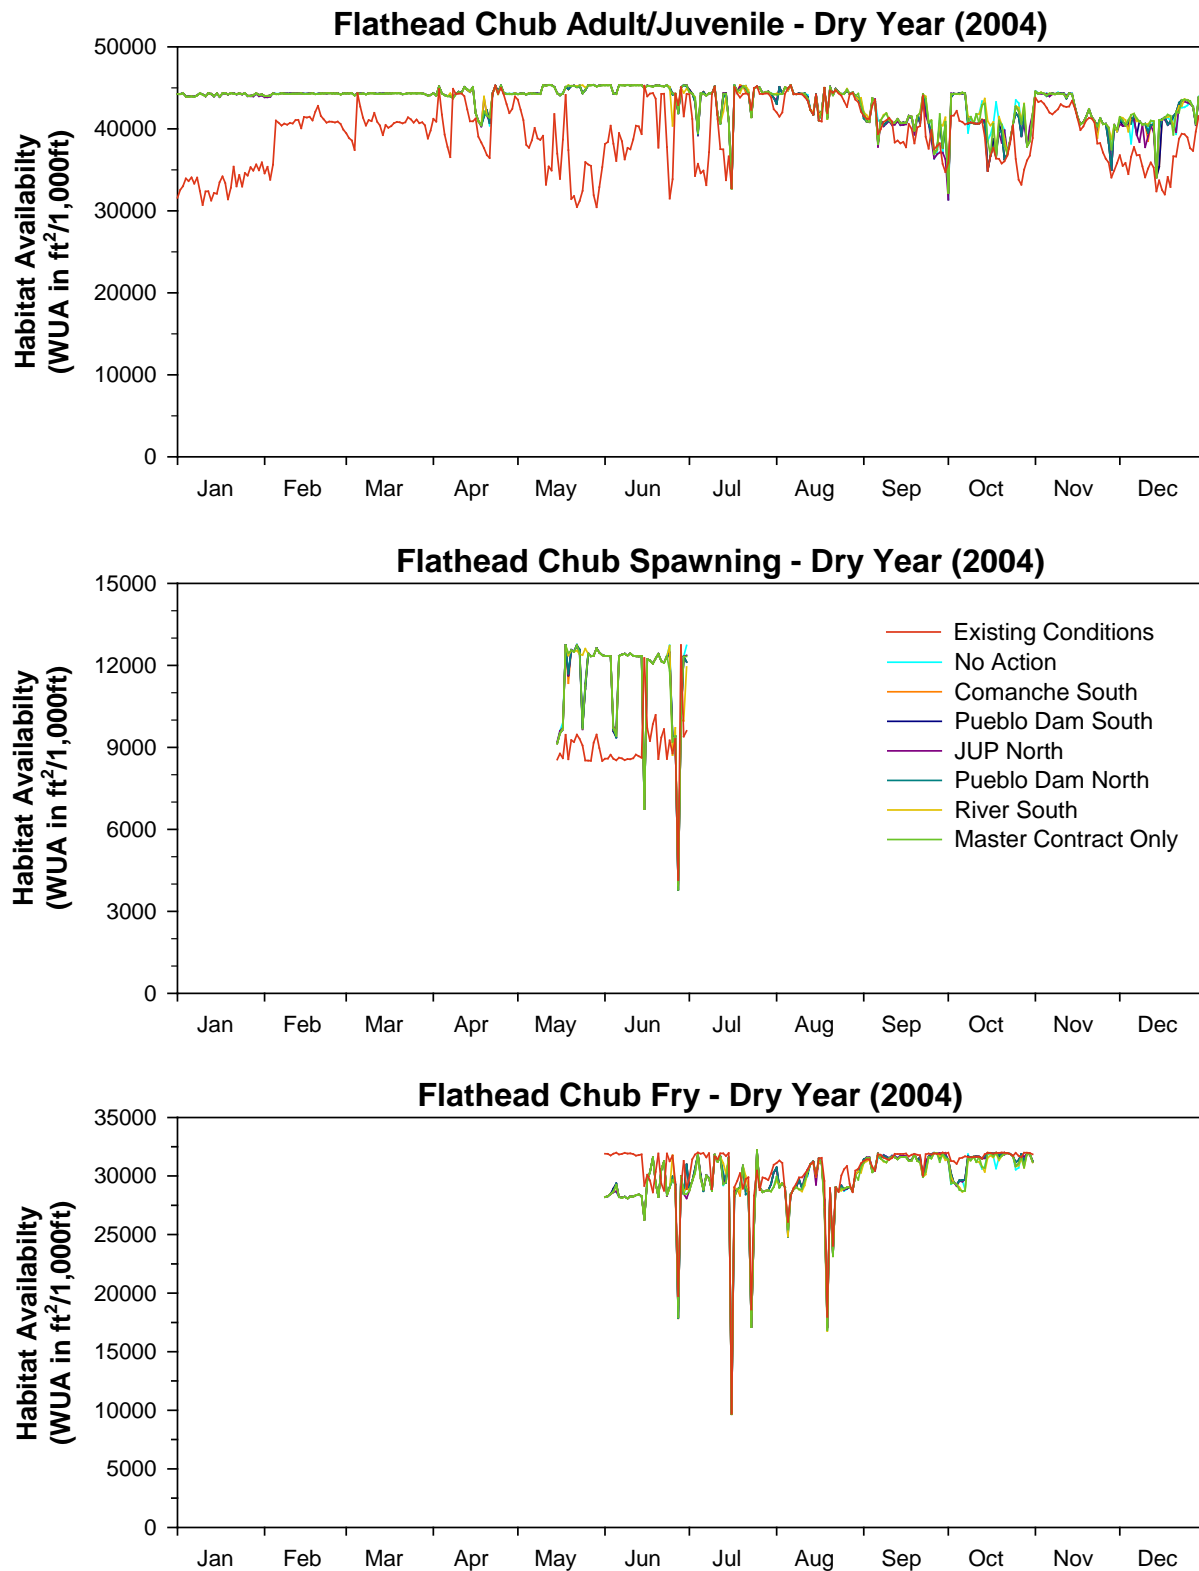 Flathead Chub Adult/Juvenile - Dry Year (2004)
Habitat Availabilty
(WUA in ft²/1,000ft)
50000
40000
30000
20000
10000
0
Jan Feb Mar Apr May Jun Jul Aug Sep Oct Nov Dec
Flathead Chub Spawning - Dry Year (2004)
Habitat Availabilty
(WUA in ft²/1,000ft)
15000
12000
9000
6000
3000
0
Existing Conditions
No Action
Comanche South
Pueblo Dam South
JUP North
Pueblo Dam North
River South
Master Contract Only
Jan Feb Mar Apr May Jun Jul Aug Sep Oct Nov Dec
Flathead Chub Fry - Dry Year (2004)
Habitat Availabilty
(WUA in ft²/1,000ft)
35000
30000
25000
20000
15000
10000
5000
0
Jan Feb Mar Apr May Jun Jul Aug Sep Oct Nov Dec